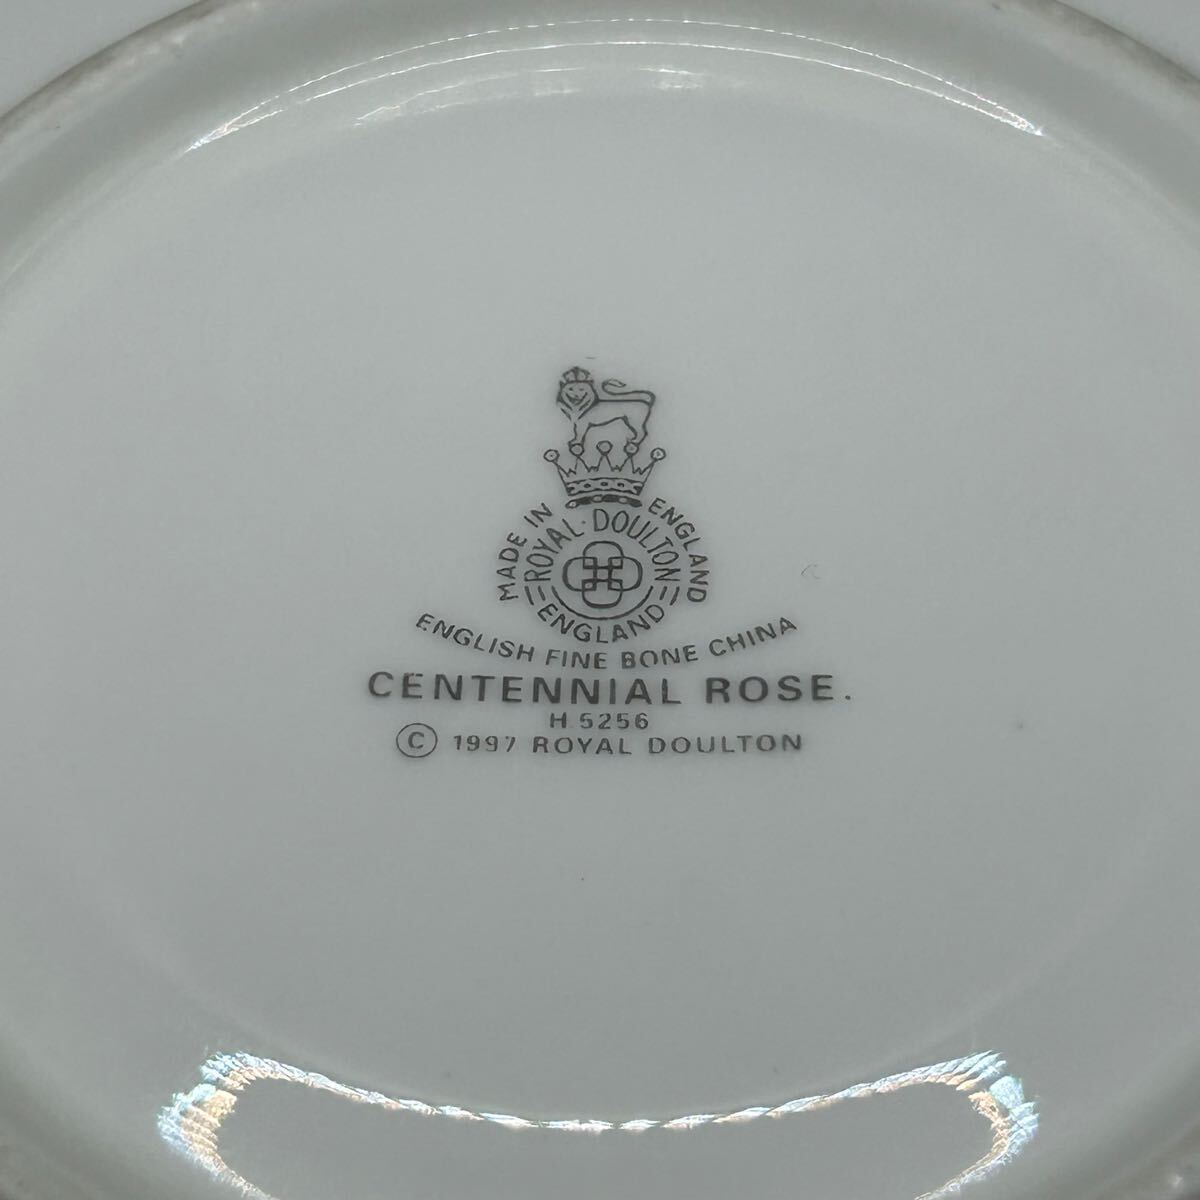 MADE IN ENGLAND
ROYAL · DOULTON
ENGLAND
ENGLISH FINE BONE CHINA
CENTENNIAL ROSE.
H 5256
© 1997 ROYAL DOULTON